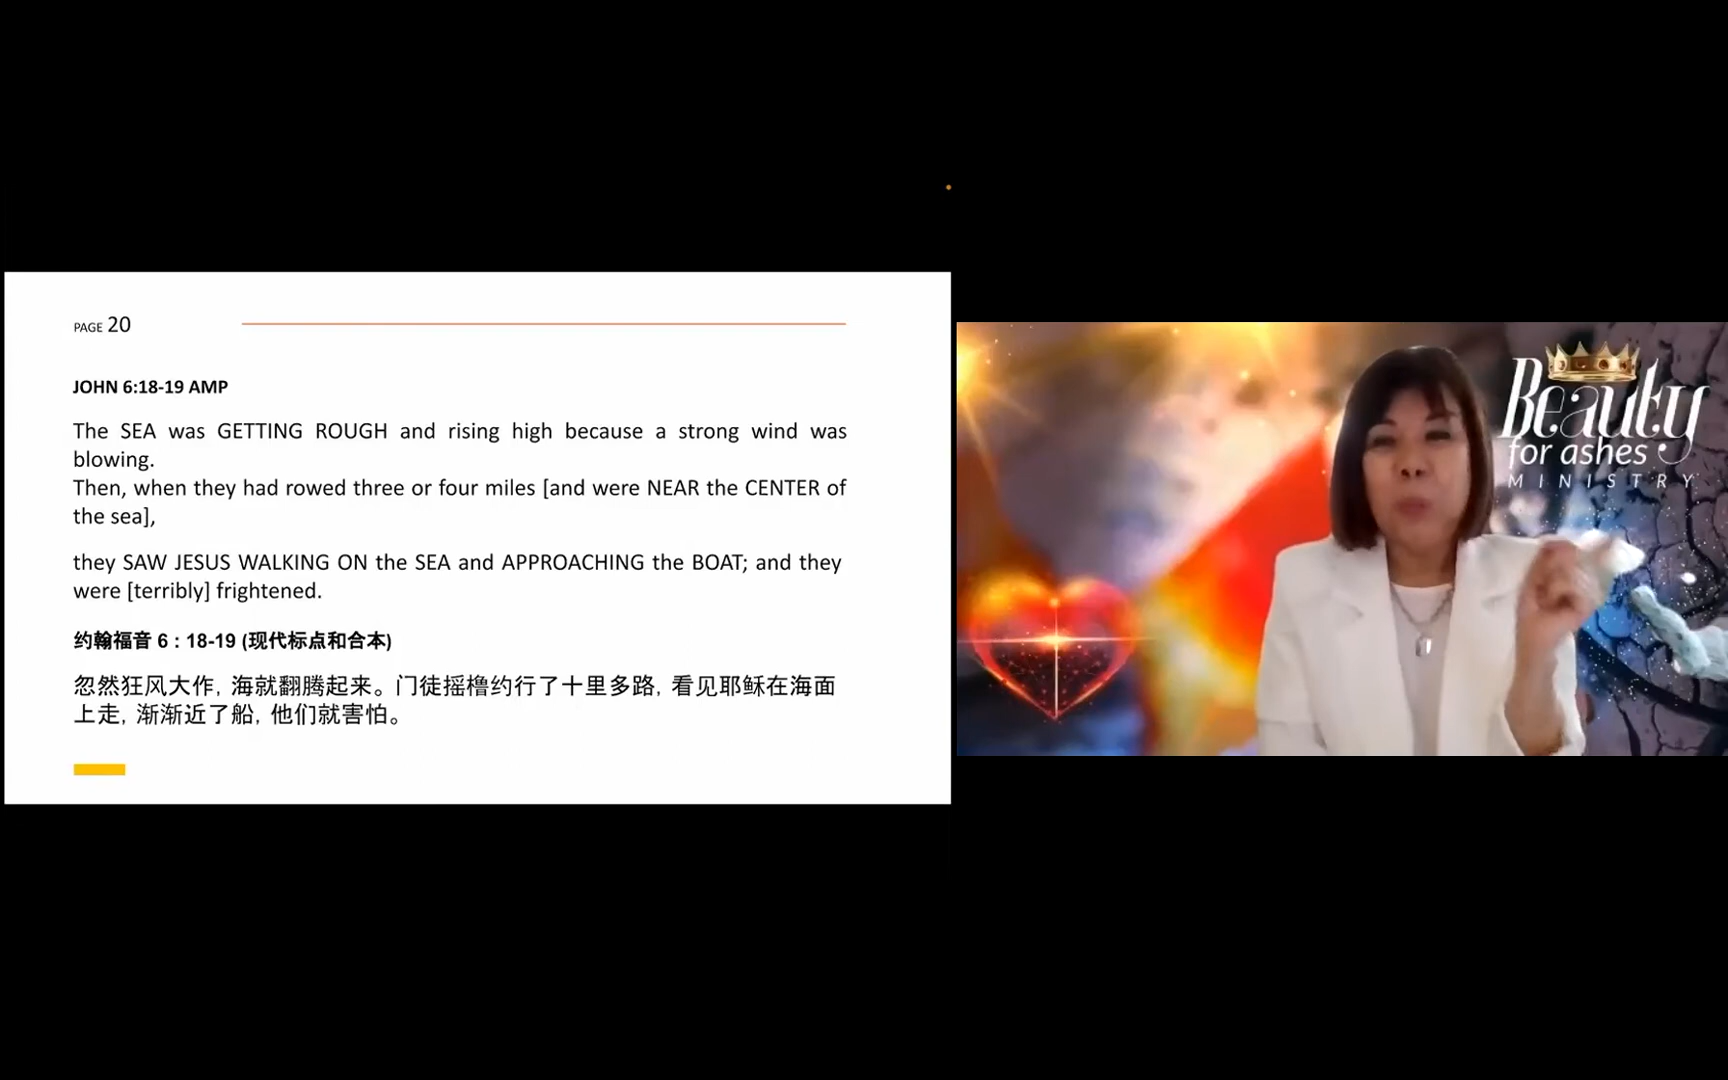 PAGE 20
JOHN 6:18-19 AMP
The SEA was GETTING ROUGH and rising high because a strong wind was
blowing.
Then, when they had rowed three or four miles [and were NEAR the CENTER of
the sea],
they SAW JESUS WALKING ON the SEA and APPROACHING the BOAT; and they
were [terribly] frightened.
约翰福音 6 : 18-19 (现代标点和合本)
忽然狂风大作, 海就翻腾起来。门徒摇橹约行了十里多路, 看见耶稣在海面
上走, 渐渐近了船, 他们就害怕。
Beauty
for ashes
MINISTRY